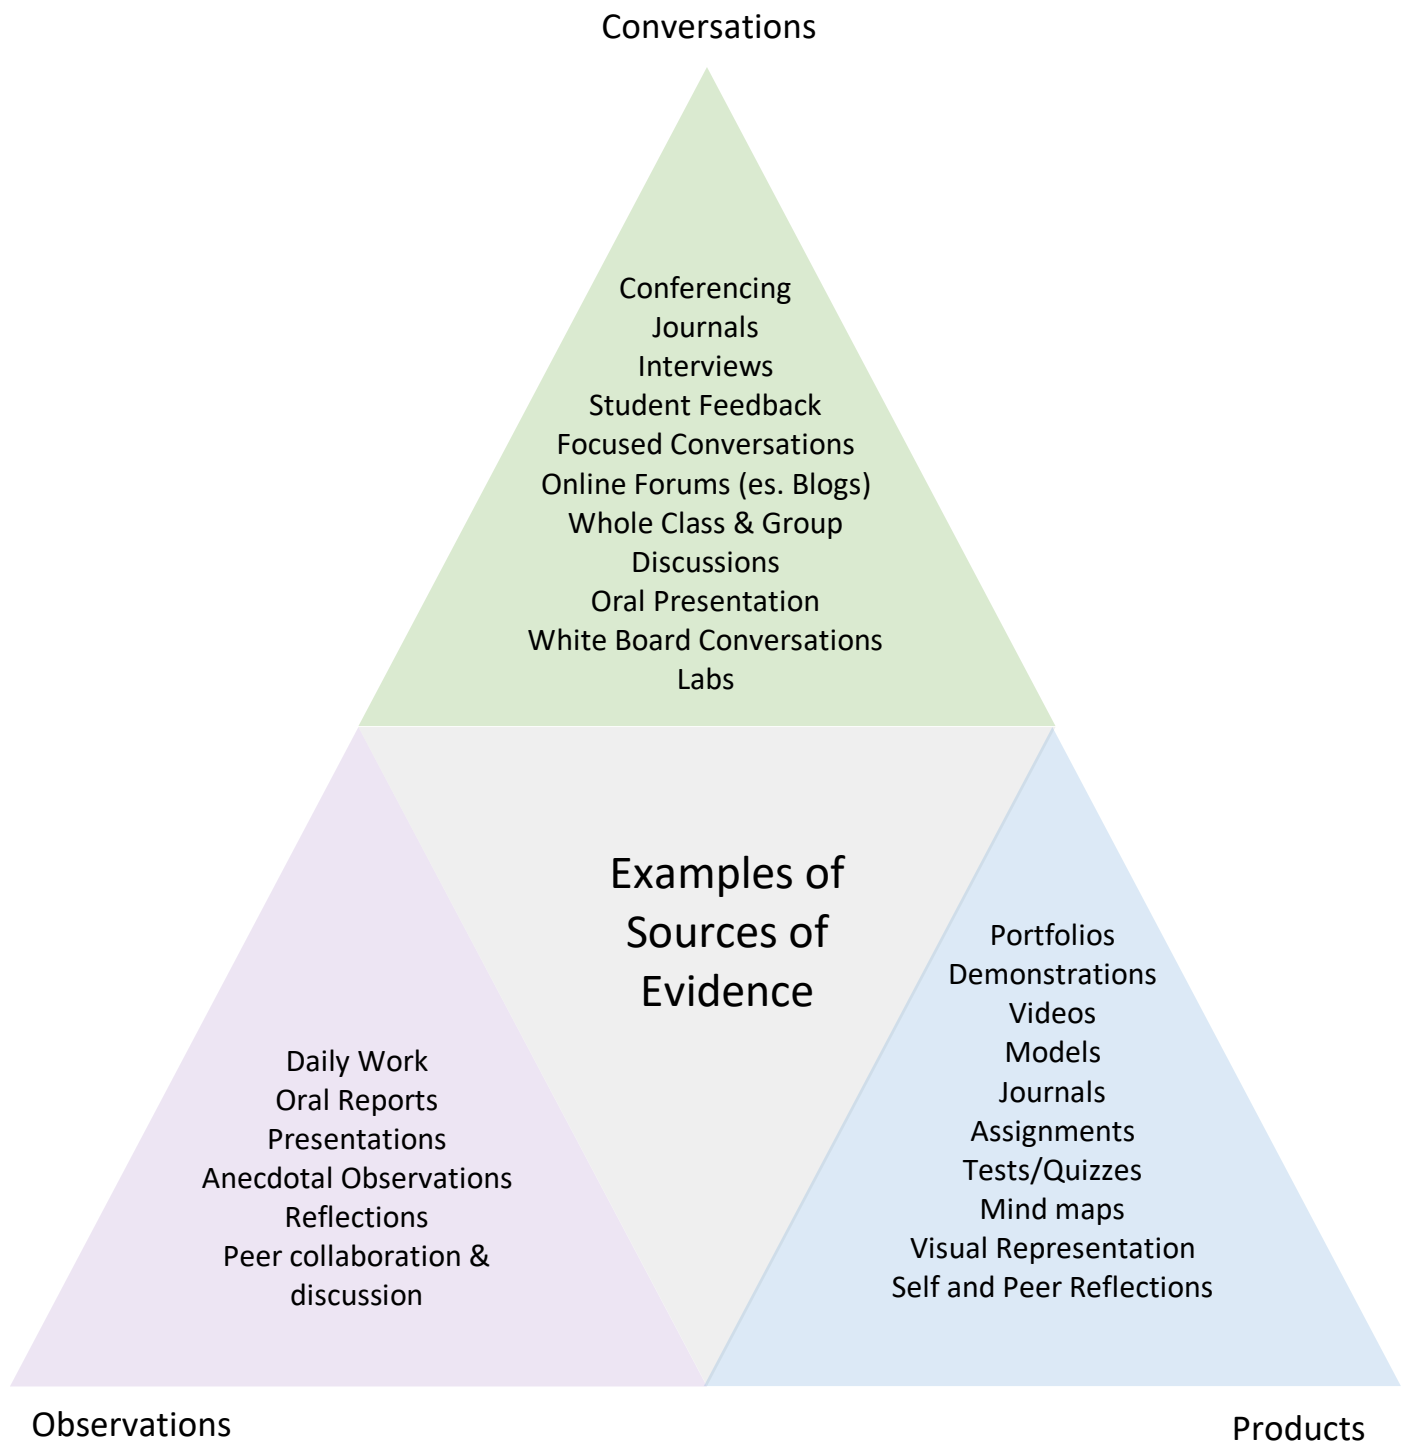 Conversations
Conferencing
Journals
Interviews
Student Feedback
Focused Conversations
Online Forums (es. Blogs)
Whole Class & Group
Discussions
Oral Presentation
White Board Conversations
Labs
Examples of
Sources of
Evidence
Daily Work
Oral Reports
Presentations
Anecdotal Observations
Reflections
Peer collaboration &
discussion
Portfolios
Demonstrations
Videos
Models
Journals
Assignments
Tests/Quizzes
Mind maps
Visual Representation
Self and Peer Reflections
Observations
Products